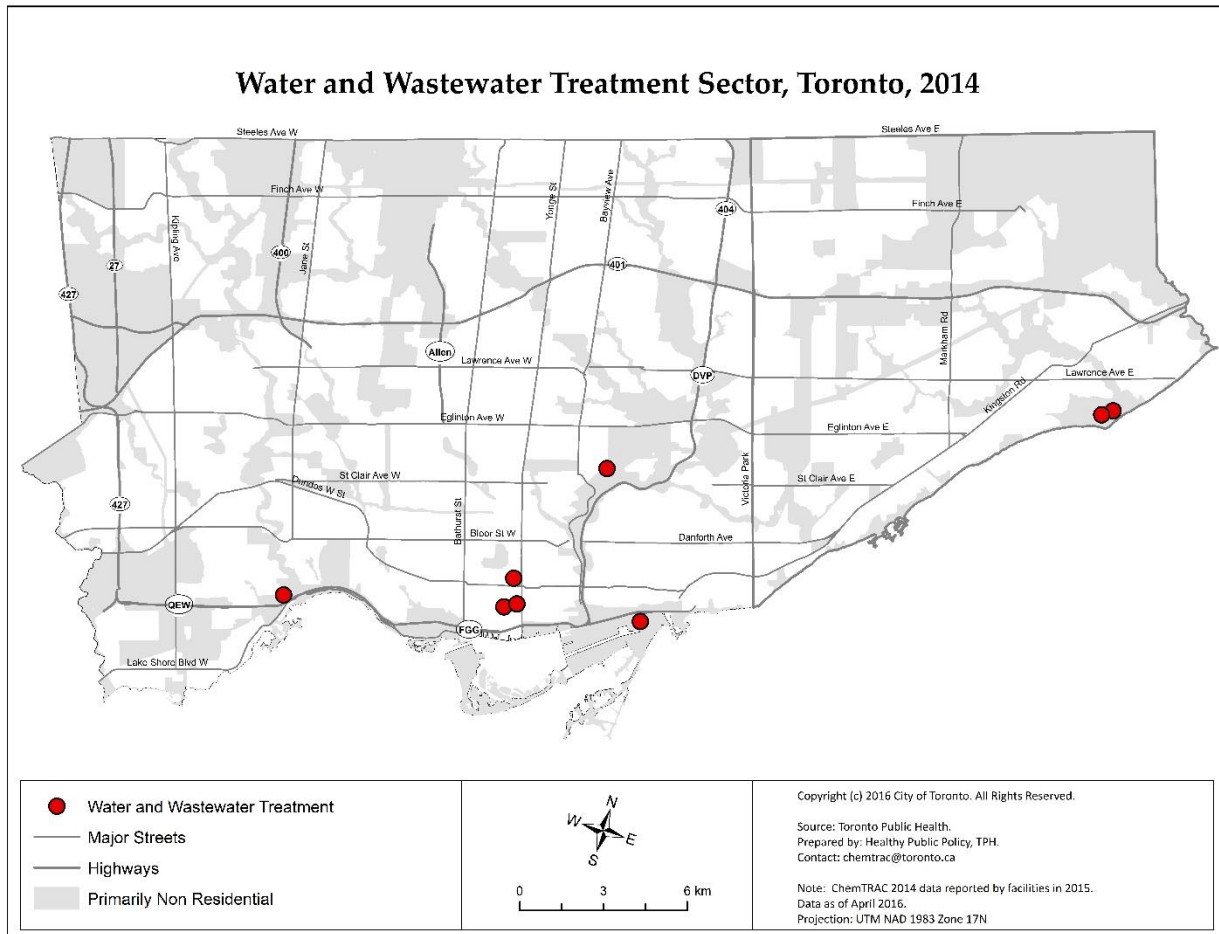 Water and Wastewater Treatment Sector, Toronto, 2014
Steeles Ave W
Steeles Ave E
Finch Ave W
Finch Ave E
Kipling Ave
Jane St
Yonge St
Bayview Ave
404
400
27
401
427
Allen
Lawrence Ave W
DVP
Markham Rd
Lawrence Ave E
Kingston Rd
Eglinton Ave W
Eglinton Ave E
St Clair Ave W
St Clair Ave E
Dundas W St
Victoria Park
427
Bathurst St
Bloor St W
Danforth Ave
QEW
FGG
Lake Shore Blvd W
Water and Wastewater Treatment
Major Streets
Highways
Primarily Non Residential
N
W
E
S
0 3 6 km
Copyright (c) 2016 City of Toronto. All Rights Reserved.
Source: Toronto Public Health.
Prepared by: Healthy Public Policy, TPH.
Contact: chemtrac@toronto.ca
Note: ChemTRAC 2014 data reported by facilities in 2015.
Data as of April 2016.
Projection: UTM NAD 1983 Zone 17N